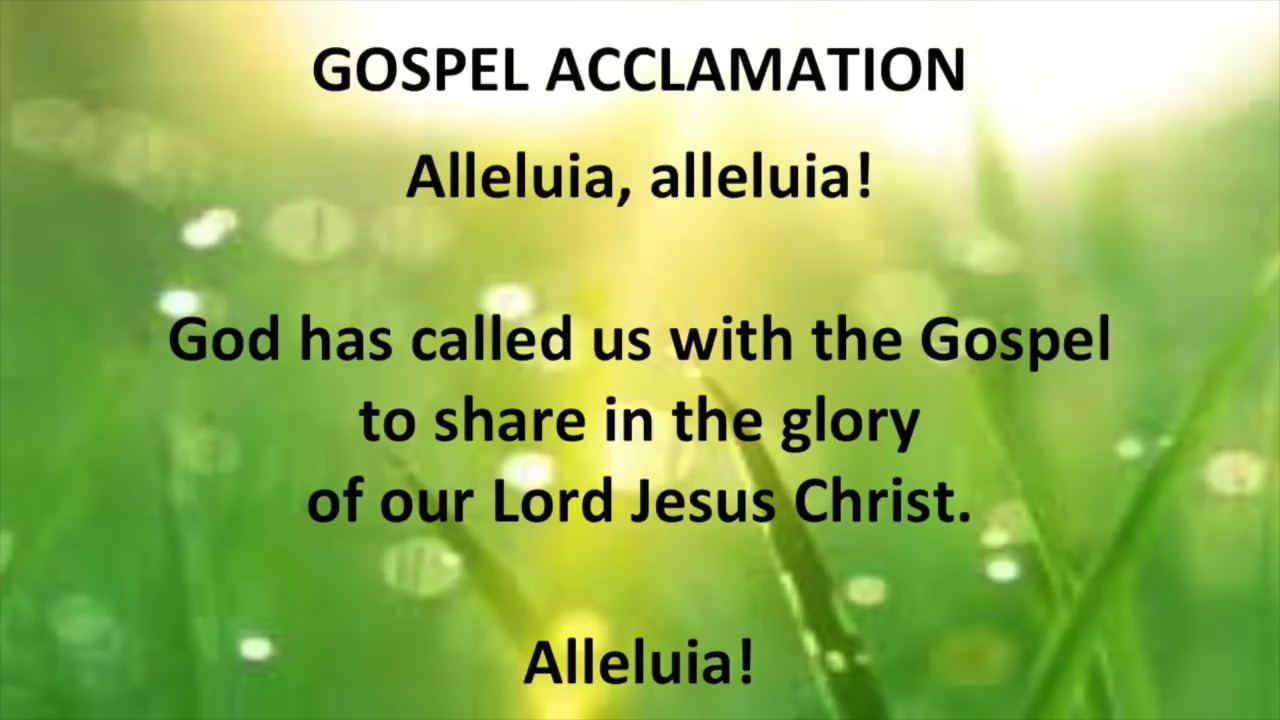 GOSPEL ACCLAMATION
Alleluia, alleluia!
God has called us with the Gospel
to share in the glory
of our Lord Jesus Christ.
Alleluia!